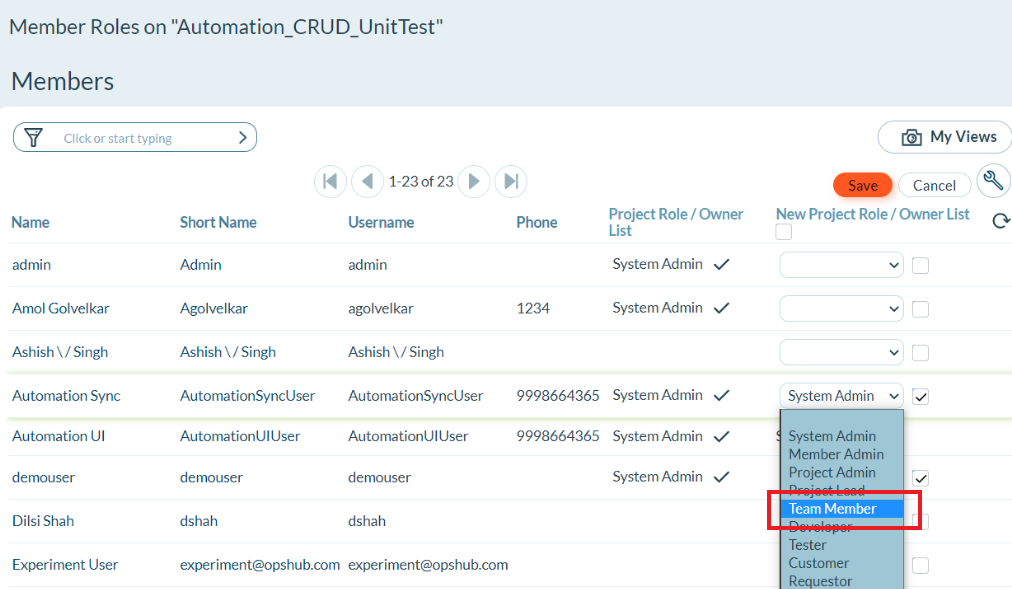 Member Roles on "Automation_CRUD_UnitTest"
Members
Click or start typing
My Views
1-23 of 23
Save Cancel
Name Short Name Username Phone Project Role / Owner List New Project Role / Owner List
admin Admin admin System Admin
Amol Golvelkar Agolvelkar agolvelkar 1234 System Admin
Ashish \ / Singh Ashish \ / Singh Ashish \ / Singh
Automation Sync AutomationSyncUser AutomationSyncUser 9998664365 System Admin System Admin
Automation UI AutomationUIUser AutomationUIUser 9998664365 System Admin
demouser demouser demouser System Admin
Dilsi Shah dshah dshah
Experiment User experiment@opshub.com experiment@opshub.com
System Admin
Member Admin
Project Admin
Project Lead
Team Member
Developer
Tester
Customer
Requestor